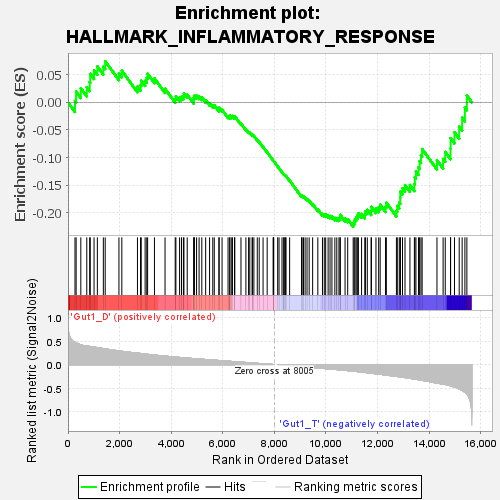 Enrichment plot:
HALLMARK_INFLAMMATORY_RESPONSE
Enrichment score (ES)
0.05
0.00
-0.05
-0.10
-0.15
-0.20
Ranked list metric (Signal2Noise)
1.0
0.5
0.0
-0.5
-1.0
'Gut1_D' (positively correlated)
Zero cross at 8005
'Gut1_T' (negatively correlated)
0
2,000
4,000
6,000
8,000
10,000
12,000
14,000
16,000
Rank in Ordered Dataset
Enrichment profile
Hits
Ranking metric scores